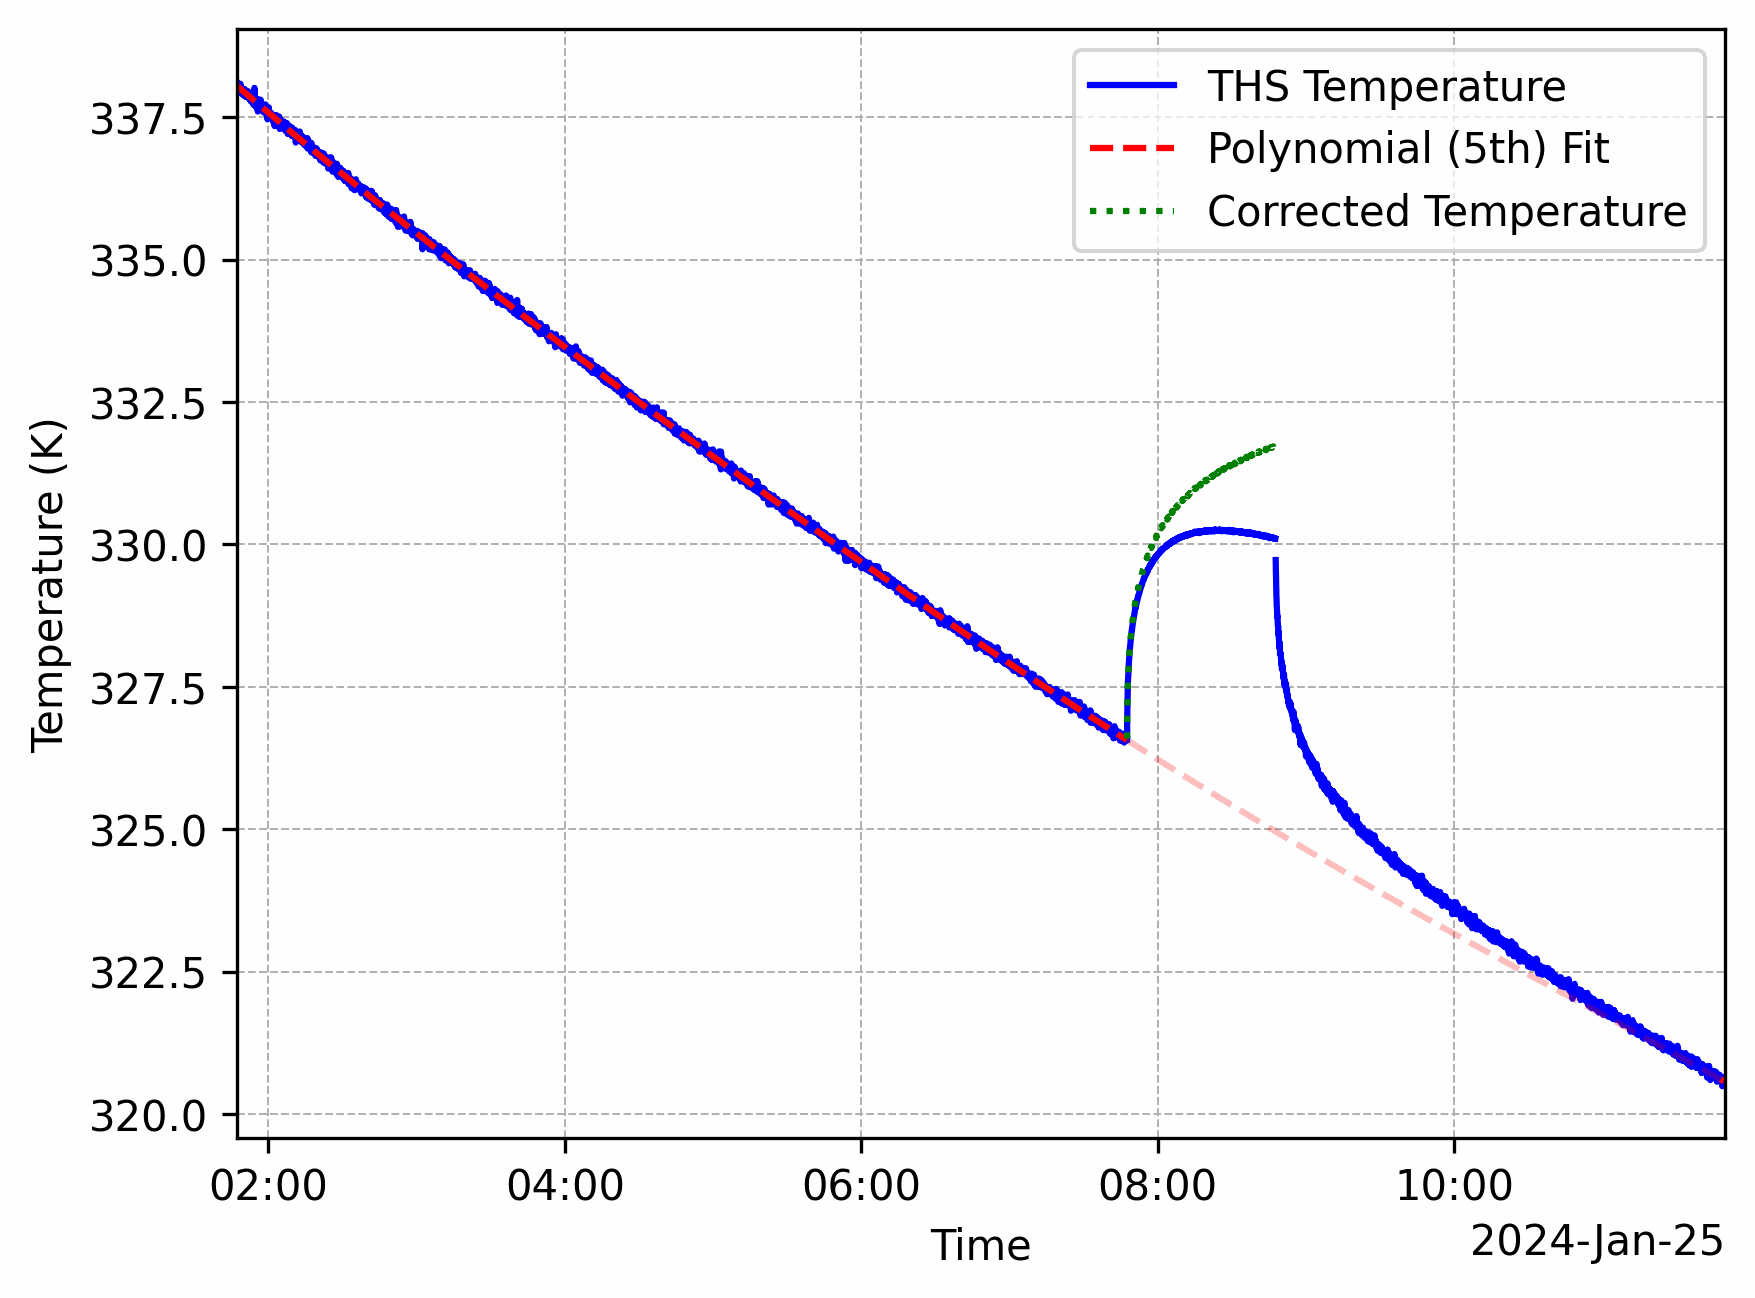 THS Temperature
Polynomial (5th) Fit
Corrected Temperature
Temperature (K)
337.5
335.0
332.5
330.0
327.5
325.0
322.5
320.0
02:00 04:00 06:00 08:00 10:00
Time
2024-Jan-25